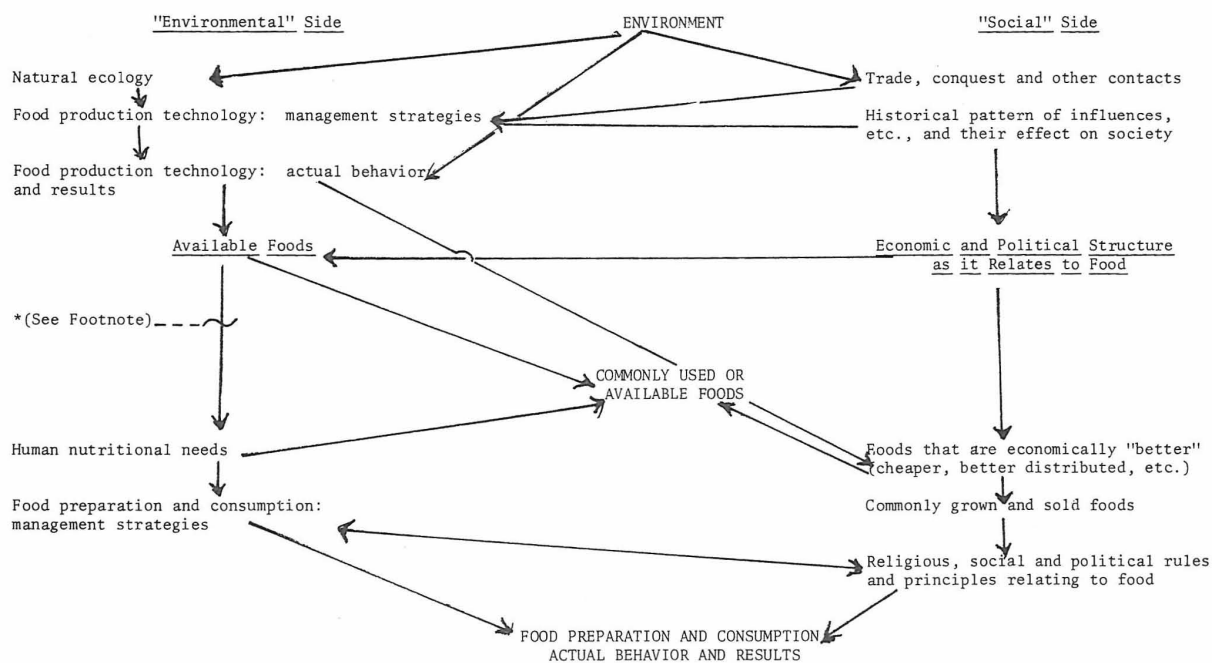 "Environmental" Side
ENVIRONMENT
"Social" Side
Natural ecology
Trade, conquest and other contacts
Food production technology: management strategies
Historical pattern of influences,
etc., and their effect on society
Food production technology: actual behavior
and results
Available Foods
Economic and Political Structure
as it Relates to Food
*(See Footnote)
COMMONLY USED OR
AVAILABLE FOODS
Human nutritional needs
Foods that are economically "better"
(cheaper, better distributed, etc.)
Food preparation and consumption:
management strategies
Commonly grown and sold foods
Religious, social and political rules
and principles relating to food
FOOD PREPARATION AND CONSUMPTION
ACTUAL BEHAVIOR AND RESULTS